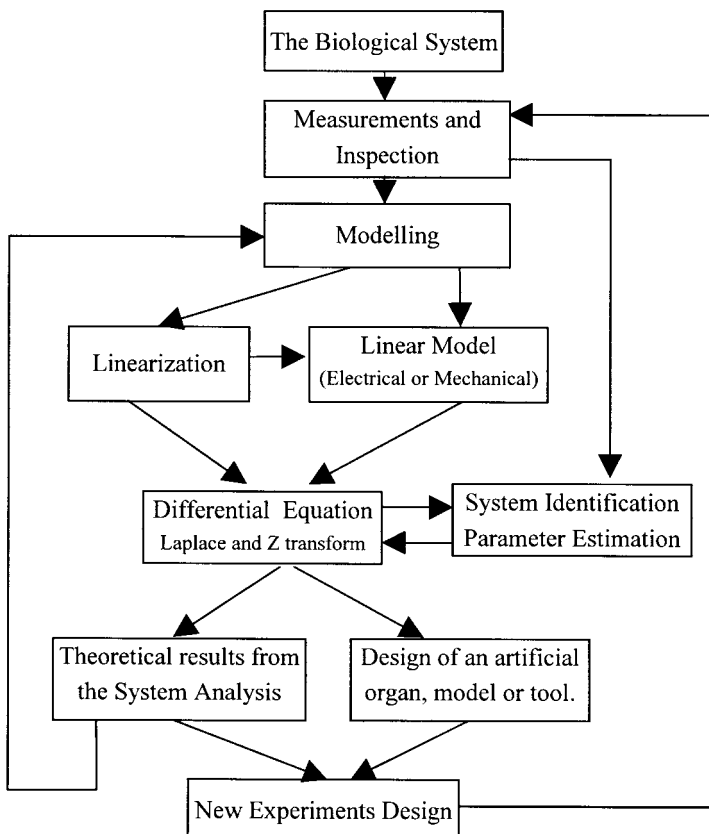 The Biological System
Measurements and
Inspection
Modelling
Linearization
Linear Model
(Electrical or Mechanical)
Differential Equation
Laplace and Z transform
System Identification
Parameter Estimation
Theoretical results from
the System Analysis
Design of an artificial
organ, model or tool.
New Experiments Design